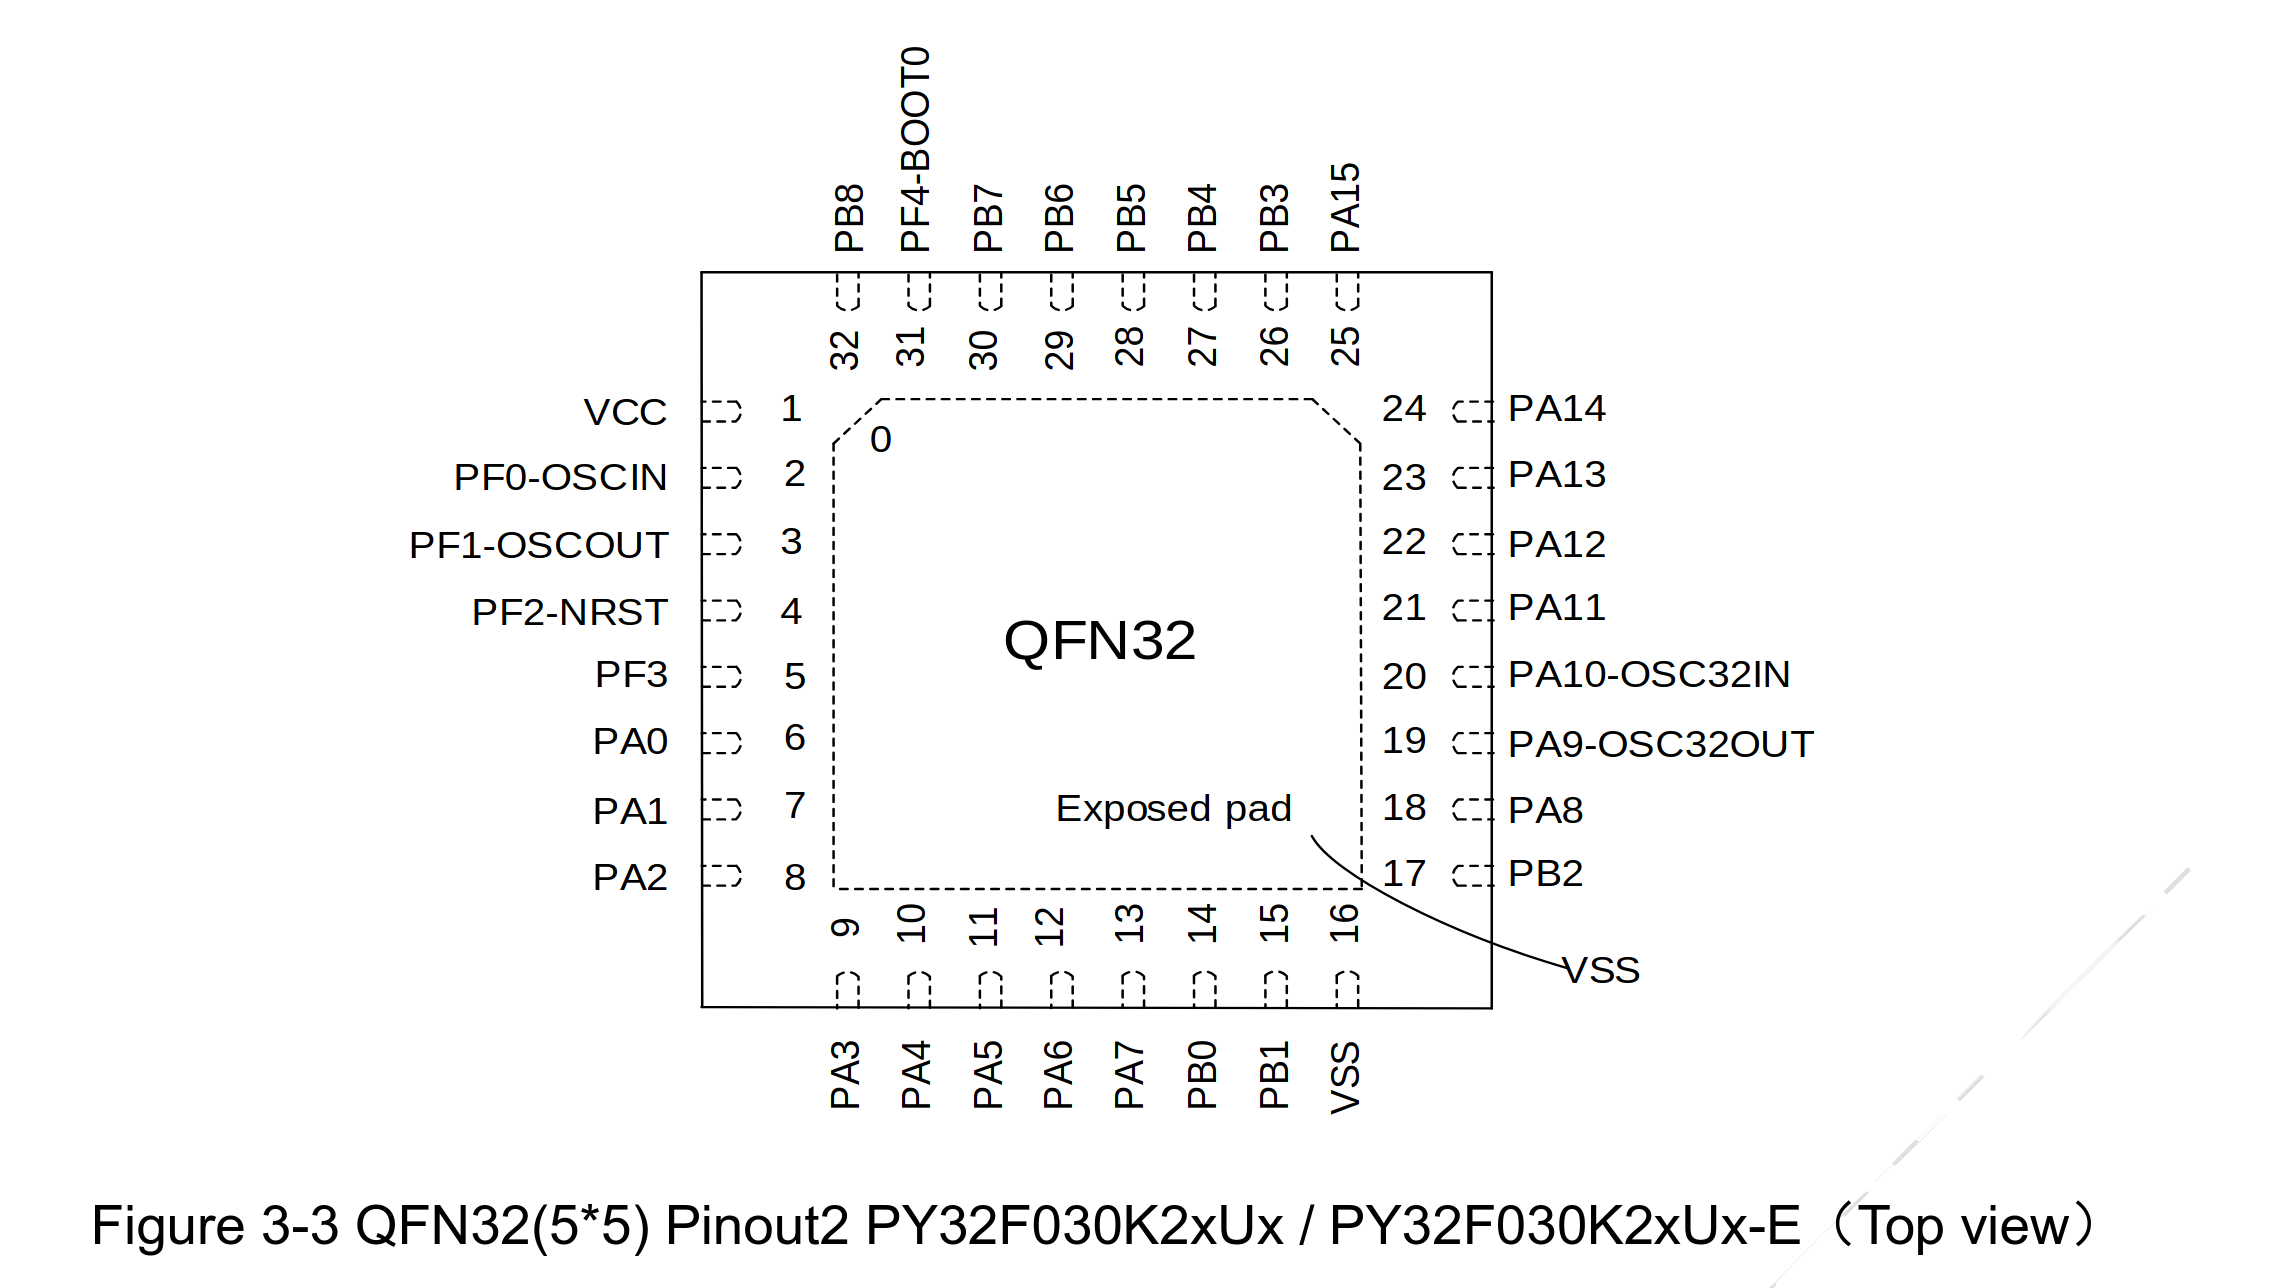 PB8
PF4-BOOT0
PB7
PB6
PB5
PB4
PB3
PA15
32
31
30
29
28
27
26
25
VCC 1 24 PA14
0
PF0-OSCIN 2 23 PA13
PF1-OSCOUT 3 22 PA12
PF2-NRST 4 21 PA11
QFN32
PF3 5 20 PA10-OSC32IN
PA0 6 19 PA9-OSC32OUT
PA1 7 Exposed pad 18 PA8
PA2 8 17 PB2
9
10
11
12
13
14
15
16
VSS
PA3
PA4
PA5
PA6
PA7
PB0
PB1
VSS
Figure 3-3 QFN32(5*5) Pinout2 PY32F030K2xUx / PY32F030K2xUx-E（Top view）